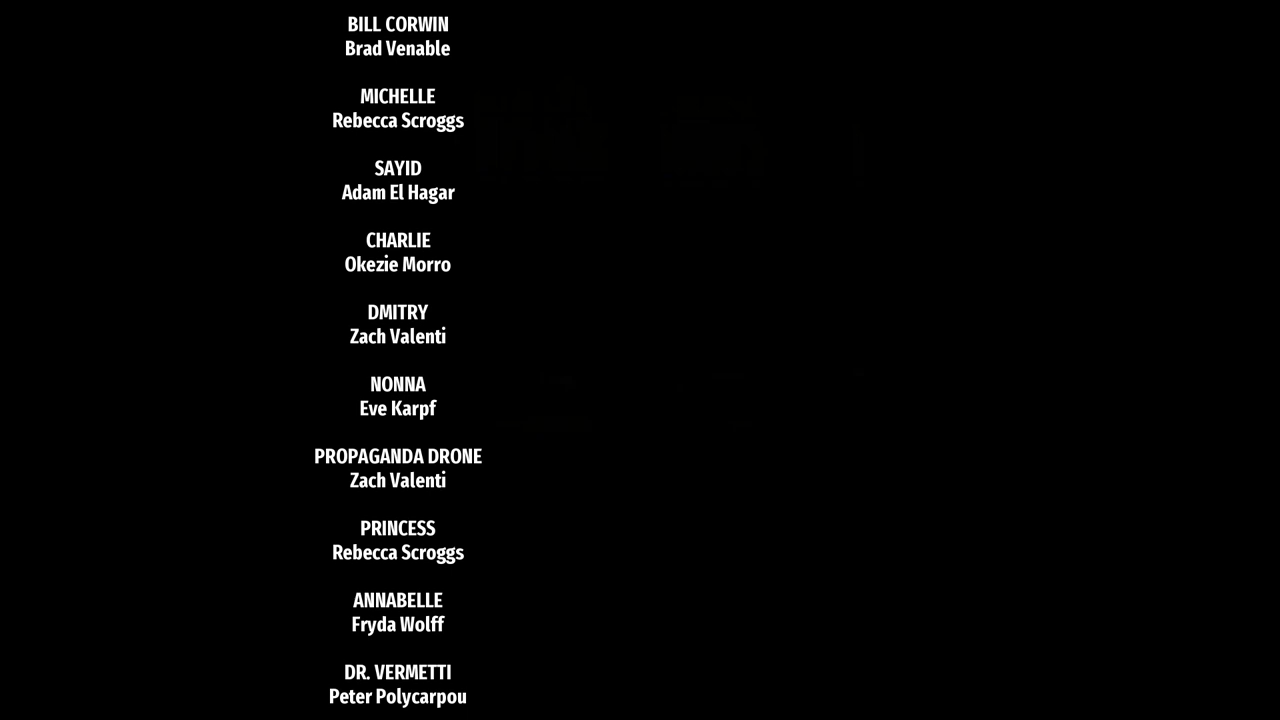 BILL CORWIN
Brad Venable
MICHELLE
Rebecca Scroggs
SAYID
Adam El Hagar
CHARLIE
Okezie Morro
DMITRY
Zach Valenti
NONNA
Eve Karpf
PROPAGANDA DRONE
Zach Valenti
PRINCESS
Rebecca Scroggs
ANNABELLE
Fryda Wolff
DR. VERMETTI
Peter Polycarpou